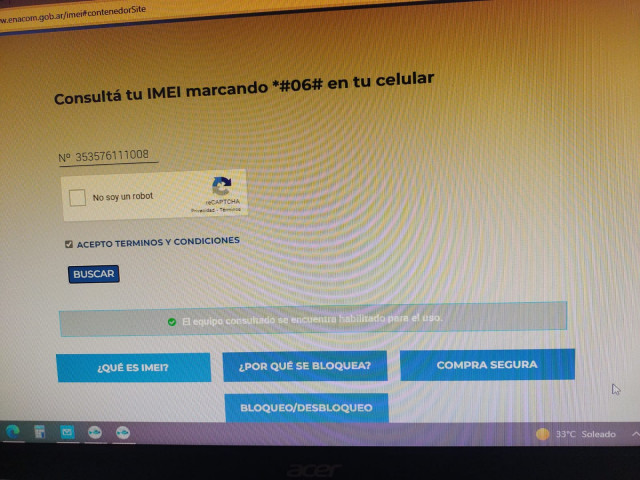 w.enacom.gob.ar/imei#contenedorSite
Consultá tu IMEI marcando *#06# en tu celular
Nº 353576111008
No soy un robot
reCAPTCHA
Privacidad - Términos
ACEPTO TERMINOS Y CONDICIONES
BUSCAR
El equipo consultado se encuentra habilitado para el uso.
¿QUÉ ES IMEI?
¿POR QUÉ SE BLOQUEA?
COMPRA SEGURA
BLOQUEO/DESBLOQUEO
33°C Soleado
acer